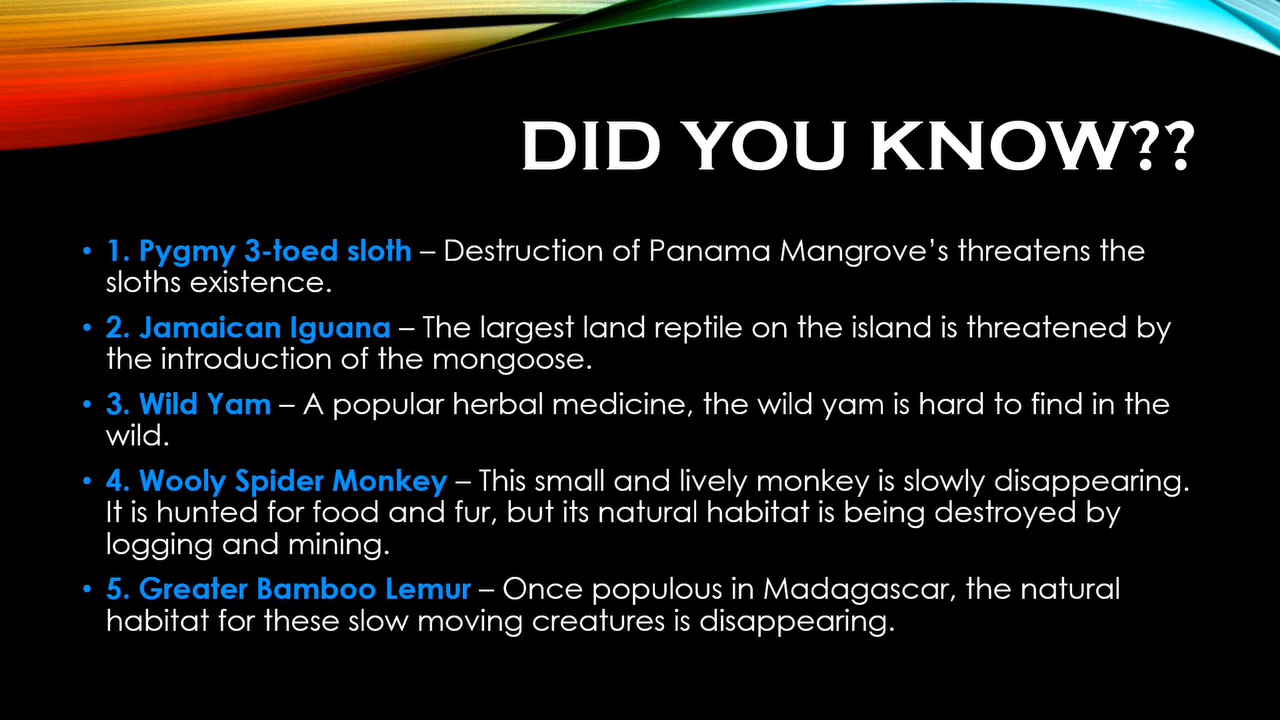 DID YOU KNOW??
• 1. Pygmy 3-toed sloth – Destruction of Panama Mangrove’s threatens the
sloths existence.
• 2. Jamaican Iguana – The largest land reptile on the island is threatened by
the introduction of the mongoose.
• 3. Wild Yam – A popular herbal medicine, the wild yam is hard to find in the
wild.
• 4. Wooly Spider Monkey – This small and lively monkey is slowly disappearing.
It is hunted for food and fur, but its natural habitat is being destroyed by
logging and mining.
• 5. Greater Bamboo Lemur – Once populous in Madagascar, the natural
habitat for these slow moving creatures is disappearing.